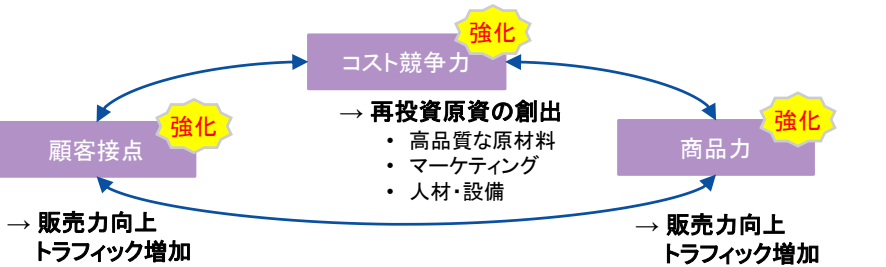 強化
コスト競争力
→ 再投資原資の創出
• 高品質な原材料
• マーケティング
• 人材・設備
強化
顧客接点
→ 販売力向上
トラフィック増加
強化
商品力
→ 販売力向上
トラフィック増加